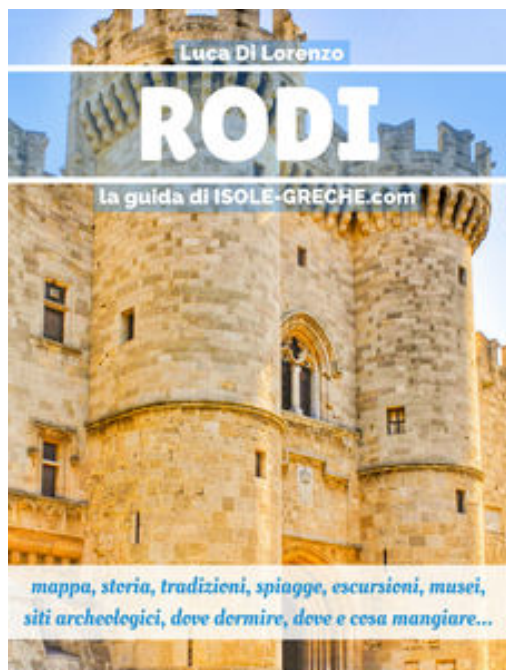 Luca Di Lorenzo
RODI
la guida di ISOLE-GRECHE.com
mappa, storia, tradizioni, spiagge, escursioni, musei,
siti archeologici, dove dormire, dove e cosa mangiare...